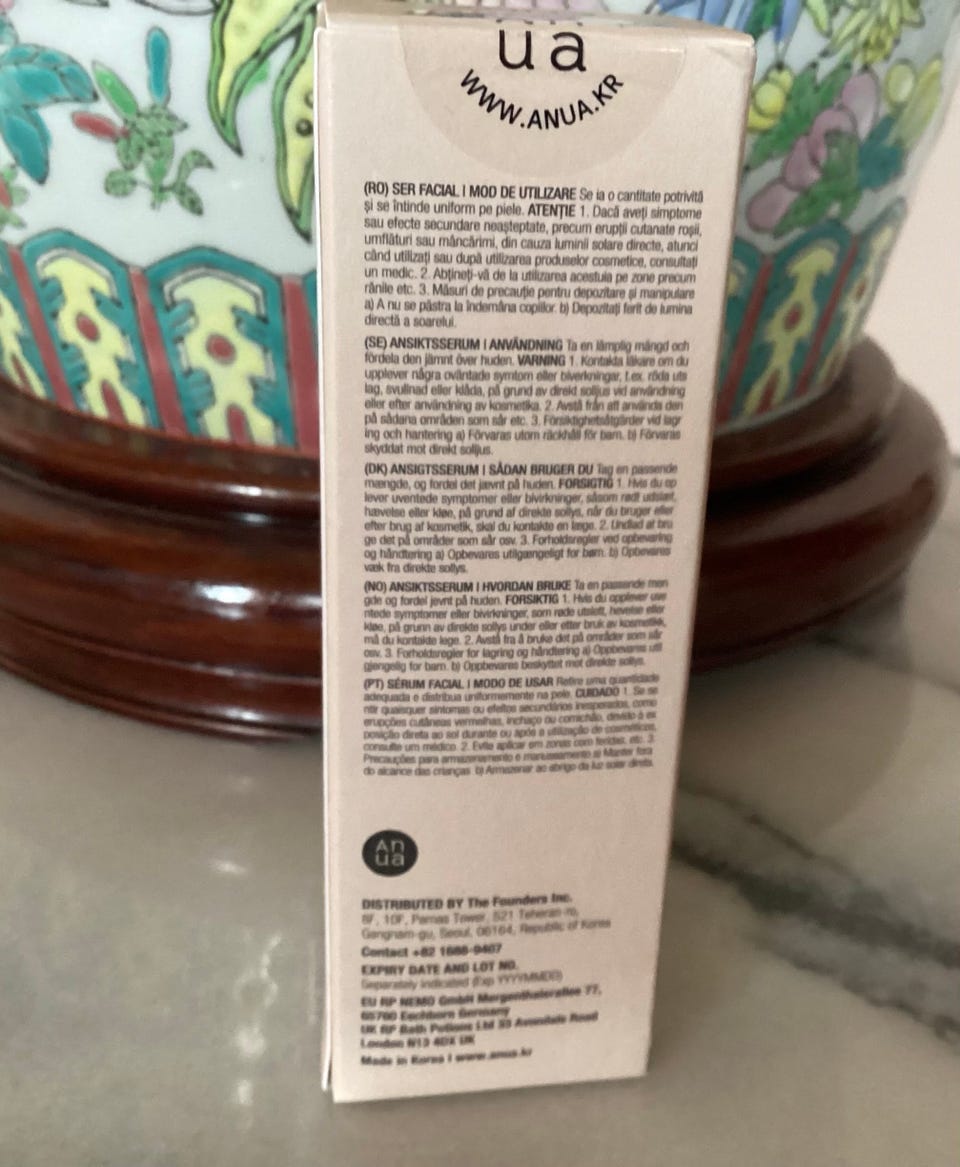 ua
WWW.ANUA.KR
(RO) SER FACIAL I MOD DE UTILIZARE Se ia o cantitate potrivită
și se întinde uniform pe piele. ATENȚIE 1. Dacă aveți simptome
sau efecte secundare neașteptate, precum erupții cutanate roșii,
umflături sau mâncărimi, din cauza luminii solare directe, atunci
când utilizați sau după utilizarea produselor cosmetice, consultați
un medic. 2. Abțineți-vă de la utilizarea acestuia pe zone precum
rănile etc. 3. Măsuri de precauție pentru depozitare și manipulare
a) A nu se păstra la îndemâna copiilor. b) Depozitați ferit de lumina
directă a soarelui.
(SE) ANSIKTSSERUM I ANVÄNDNING Ta en lämplig mängd och
fördela den jämnt över huden. VARNING 1. Kontakta läkare om du
upplever några oväntade symtom eller biverkningar, t.ex. röda uts
lag, svullnad eller klåda, på grund av direkt solljus vid användning
eller efter användning av kosmetika. 2. Avstå från att använda den
på sådana områden som sår etc. 3. Försiktighetsåtgärder vid lagr
ing och hantering a) Förvaras utom räckhåll för barn. b) Förvaras
skyddat mot direkt solljus.
(DK) ANSIGTSSERUM I SÅDAN BRUGER DU Tag en passende
mængde, og fordel det jævnt på huden. FORSIGTIG 1. Hvis du op
lever uventede symptomer eller bivirkninger, såsom rødt udslæt,
hævelse eller kløe, på grund af direkte sollys, når du bruger eller
efter brug af kosmetik, skal du kontakte en læge. 2. Undlad at bru
ge det på områder som sår osv. 3. Forholdsregler ved opbevaring
og håndtering a) Opbevares utilgængeligt for børn. b) Opbevares
væk fra direkte sollys.
(NO) ANSIKTSSERUM I HVORDAN BRUKE Ta en passende men
gde og fordel jevnt på huden. FORSIKTIG 1. Hvis du opplever uve
ntede symptomer eller bivirkninger, som røde utslett, hevelse eller
kløe, på grunn av direkte sollys under eller etter bruk av kosmetikk,
må du kontakte lege. 2. Avstå fra å bruke det på områder som sår
osv. 3. Forholdsregler for lagring og håndtering a) Oppbevares util
gjengelig for barn. b) Oppbevares beskyttet mot direkte sollys.
(PT) SÉRUM FACIAL I MODO DE USAR Retire uma quantidade
adequada e distribua uniformemente na pele. CUIDADO 1. Se se
ntir quaisquer sintomas ou efeitos secundários inesperados, como
erupções cutâneas vermelhas, inchaço ou comichão, devido à ex
posição direta ao sol durante ou após a utilização de cosméticos,
consulte um médico. 2. Evite aplicar em zonas com feridas, etc. 3.
Precauções para armazenamento e manuseamento a) Manter fora
do alcance das crianças. b) Armazenar ao abrigo da luz solar direta.
An
ua
DISTRIBUTED BY The Founders Inc.
8F, 10F, Parnas Tower, 521 Teheran-ro,
Gangnam-gu, Seoul, 06164, Republic of Korea
Contact +82 1688-9407
EXPIRY DATE AND LOT NO.
Separately indicated (Exp YYYYMMDD)
EU RP NEMO GmbH Mergenthalerallee 77,
65760 Eschborn Germany
UK RP Bath Potions Ltd 33 Avondale Road
London N13 4DX UK
Made in Korea I www.anua.kr